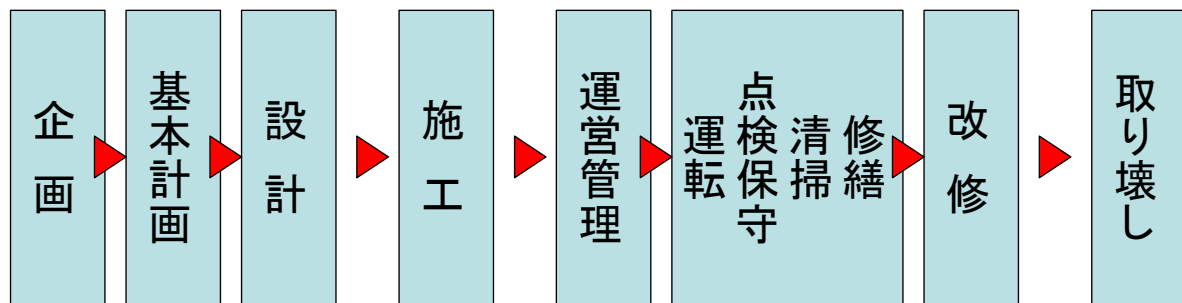 企画
基本計画
設計
施工
運営管理
運転
点検保守
清掃
修繕
改修
取り壊し